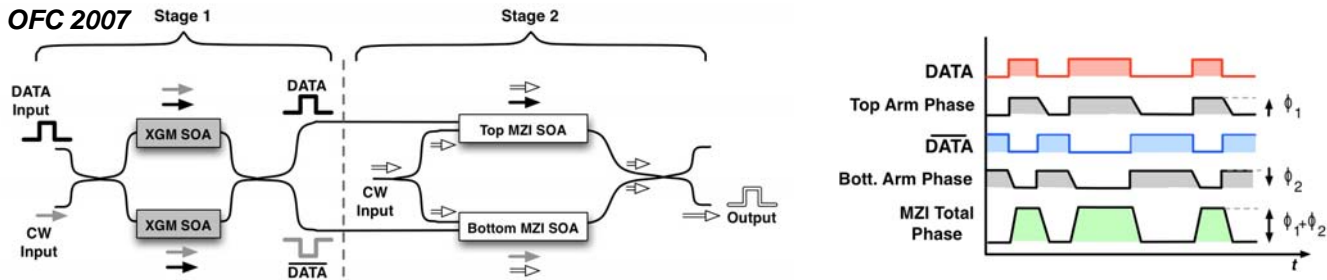 OFC 2007
Stage 1
Stage 2
DATA
Input
XGM SOA
XGM SOA
CW
Input
DATA
DATA
CW
Input
Top MZI SOA
Bottom MZI SOA
Output
DATA
Top Arm Phase
ϕ1
DATA
Bott. Arm Phase
ϕ2
MZI Total
Phase
ϕ1+ϕ2
t